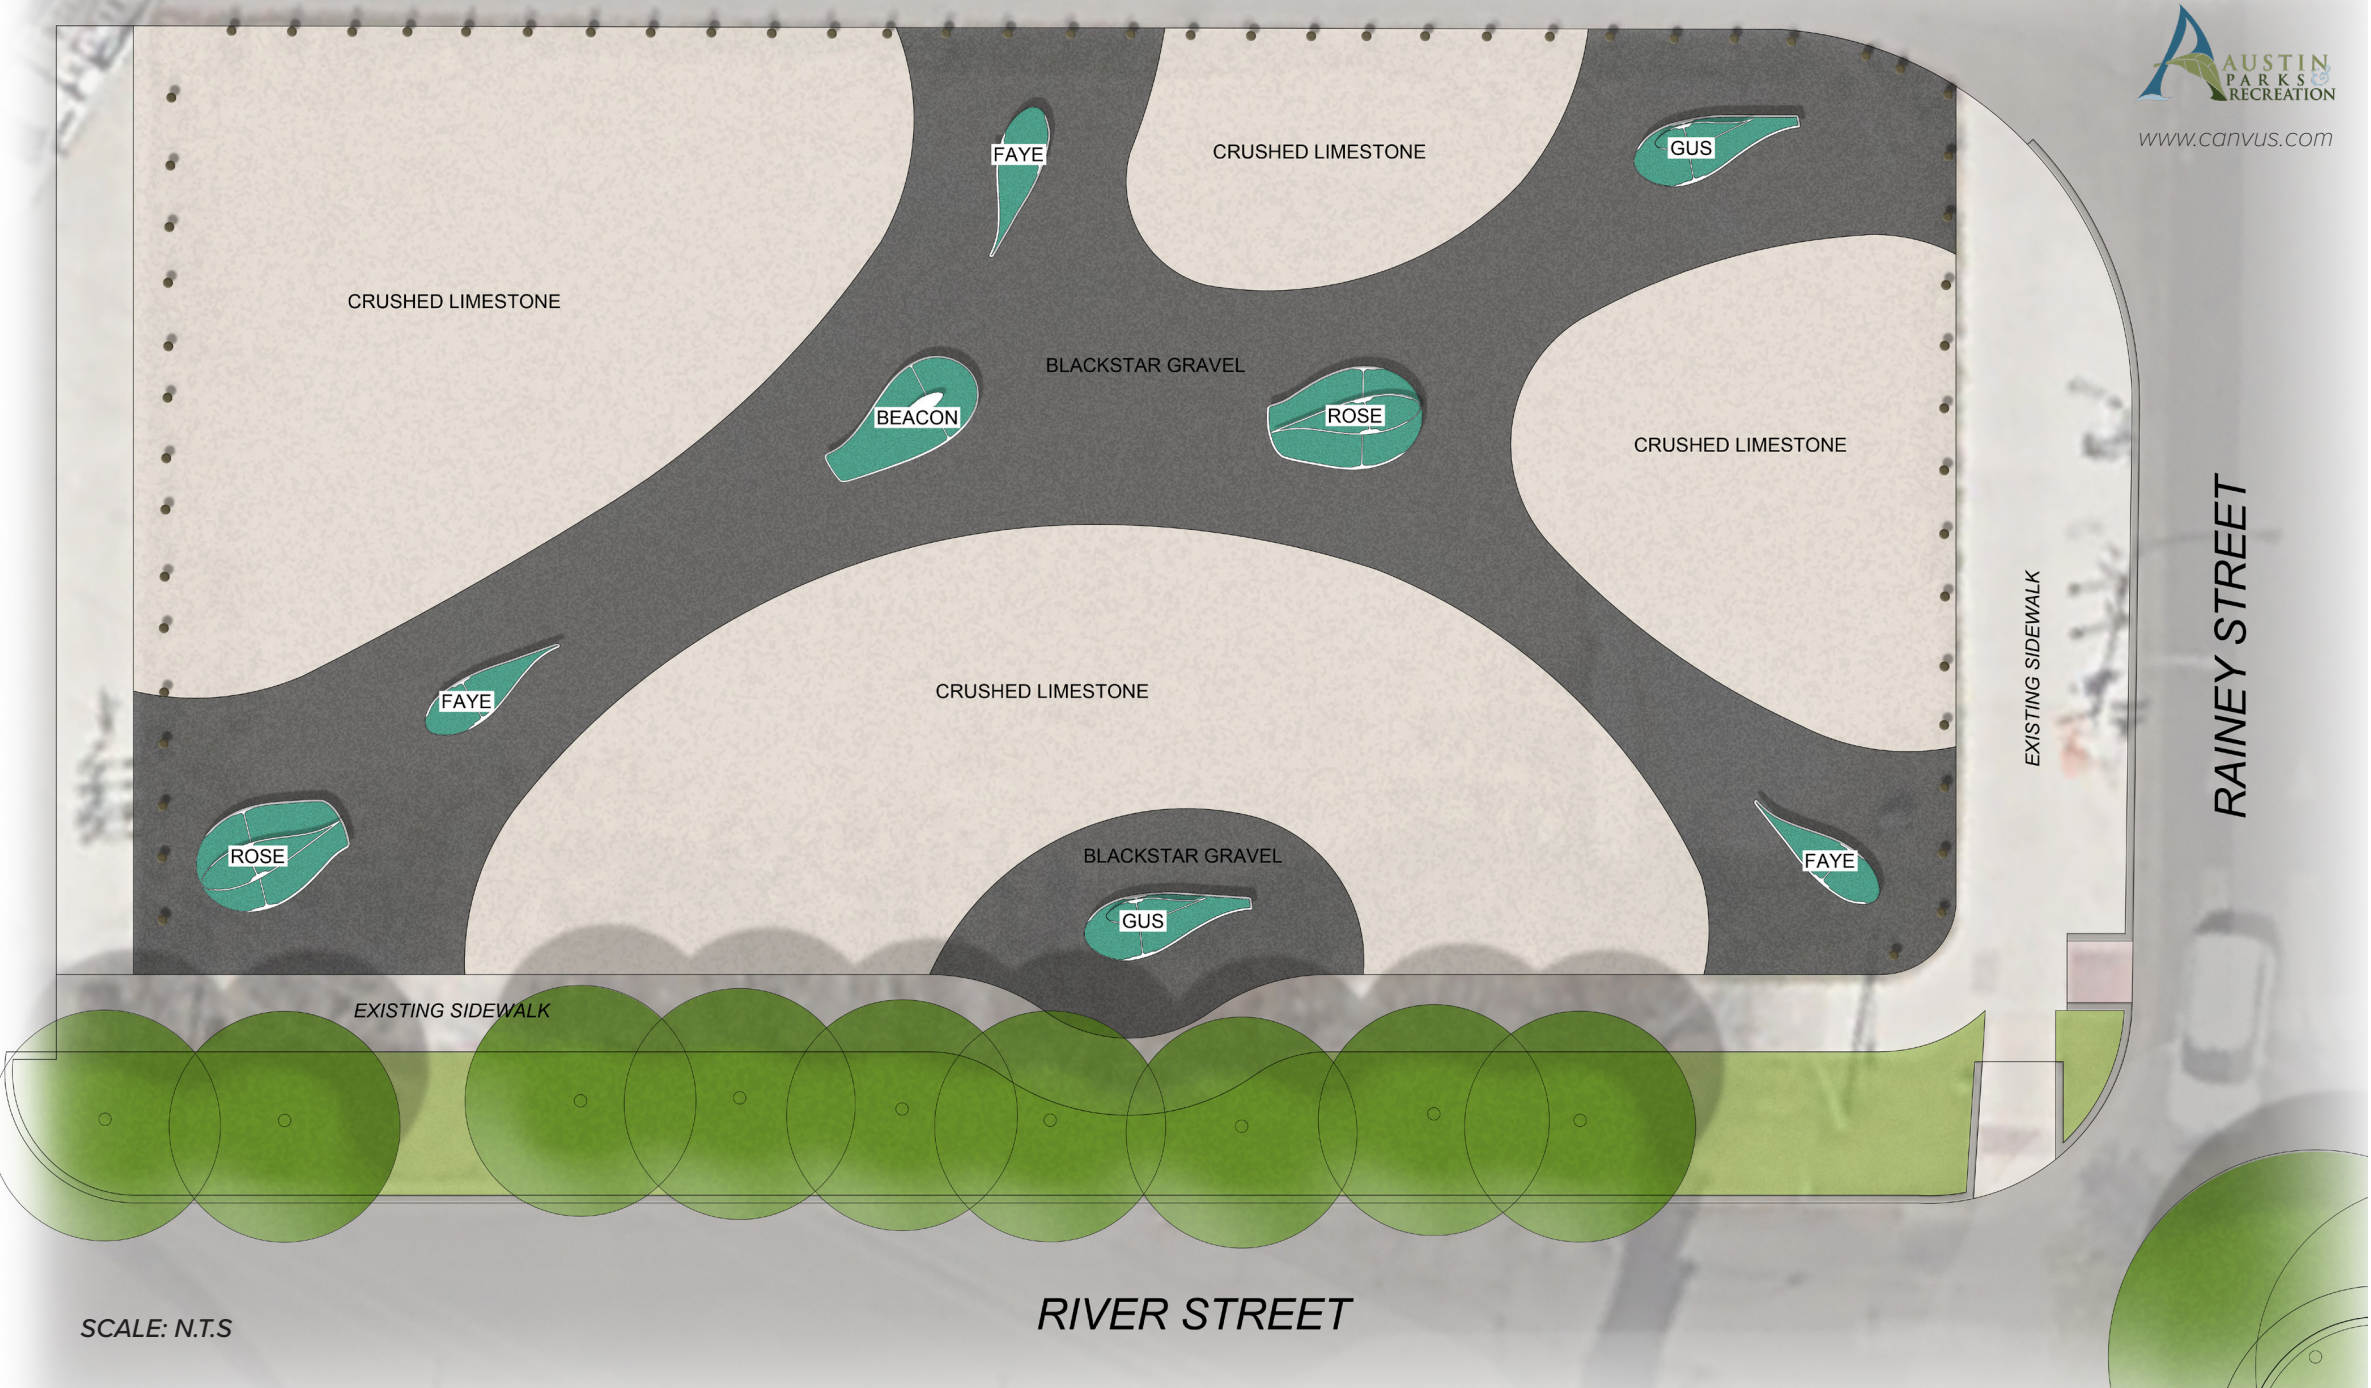 AUSTIN
PARKS &
RECREATION
www.canvus.com
FAYE
CRUSHED LIMESTONE
GUS
CRUSHED LIMESTONE
BLACKSTAR GRAVEL
BEACON
ROSE
CRUSHED LIMESTONE
RAINEY STREET
EXISTING SIDEWALK
FAYE
CRUSHED LIMESTONE
ROSE
BLACKSTAR GRAVEL
FAYE
GUS
EXISTING SIDEWALK
RIVER STREET
SCALE: N.T.S